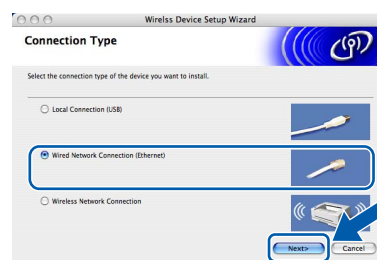 Wirelss Device Setup Wizard
Connection Type
Select the connection type of the device you want to install.
Local Connection (USB)
Wired Network Connection (Ethernet)
Wireless Network Connection
Next> Cancel